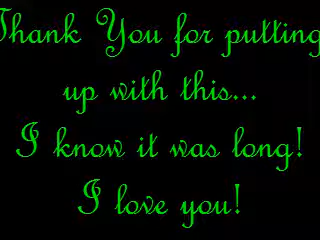 Thank You for putting
up with this...
I know it was long!
I love you!